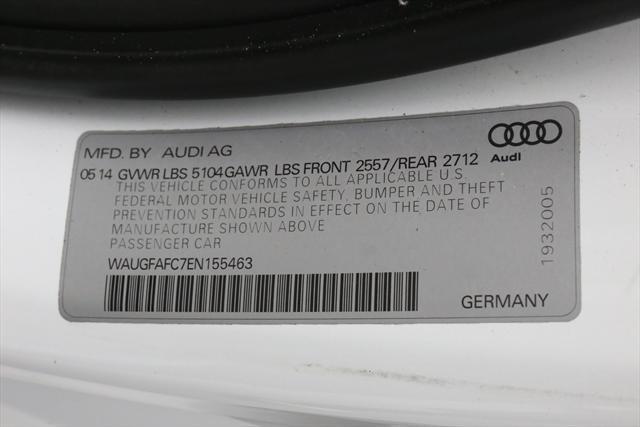 MFD. BY AUDI AG
05 14 GVWR LBS 5104 GAWR LBS FRONT 2557/REAR 2712
THIS VEHICLE CONFORMS TO ALL APPLICABLE U.S.
FEDERAL MOTOR VEHICLE SAFETY, BUMPER AND THEFT
PREVENTION STANDARDS IN EFFECT ON THE DATE OF
MANUFACTURE SHOWN ABOVE
PASSENGER CAR
WAUGFAFC7EN155463
Audi
1932005
GERMANY